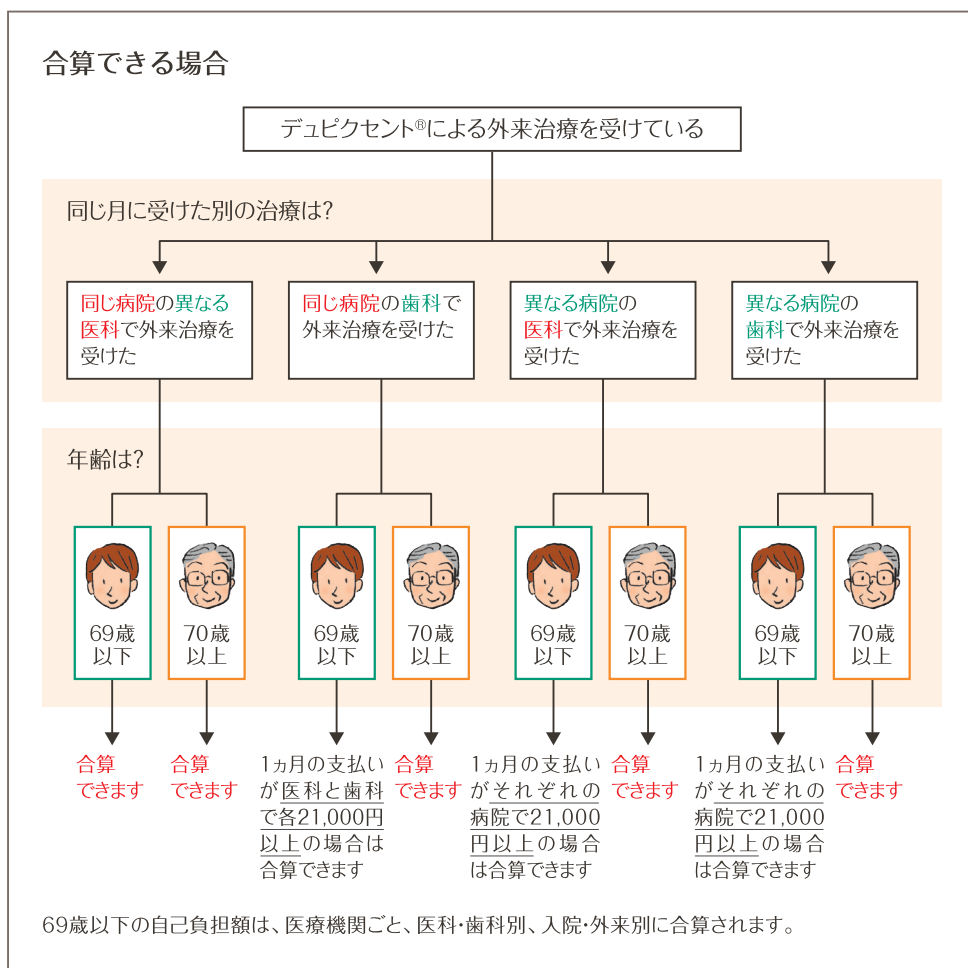 合算できる場合
デュピクセント®による外来治療を受けている
同じ月に受けた別の治療は?
同じ病院の異なる
医科で外来治療を
受けた
同じ病院の歯科で
外来治療を受けた
異なる病院の
医科で外来治療を
受けた
異なる病院の
歯科で外来治療を
受けた
年齢は?
69歳
以下
70歳
以上
69歳
以下
70歳
以上
69歳
以下
70歳
以上
69歳
以下
70歳
以上
合算
できます
合算
できます
1ヵ月の支払い
が医科と歯科
で各21,000円
以上の場合は
合算できます
合算
できます
1ヵ月の支払い
がそれぞれの
病院で21,000
円以上の場合
は合算できます
合算
できます
1ヵ月の支払い
がそれぞれの
病院で21,000
円以上の場合
は合算できます
合算
できます
69歳以下の自己負担額は、医療機関ごと、医科・歯科別、入院・外来別に合算されます。